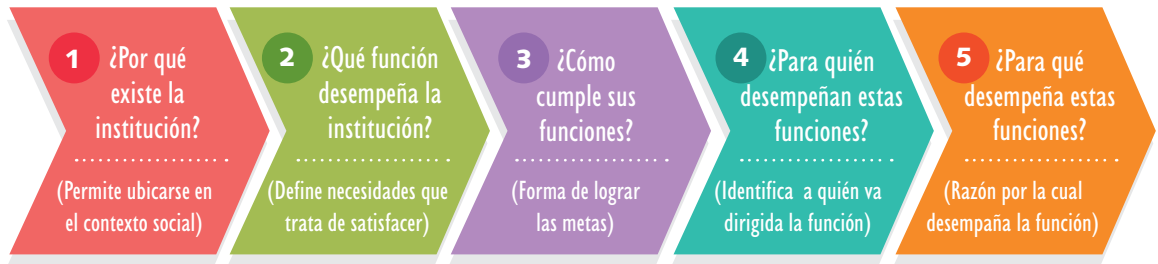 1
¿Por qué
existe la
institución?
(Permite ubicarse en
el contexto social)
2
¿Qué función
desempeña la
institución?
(Define necesidades que
trata de satisfacer)
3
¿Cómo
cumple sus
funciones?
(Forma de lograr
las metas)
4
¿Para quién
desempeñan estas
funciones?
(Identifica a quién va
dirigida la función)
5
¿Para qué
desempeña estas
funciones?
(Razón por la cual
desempaña la función)